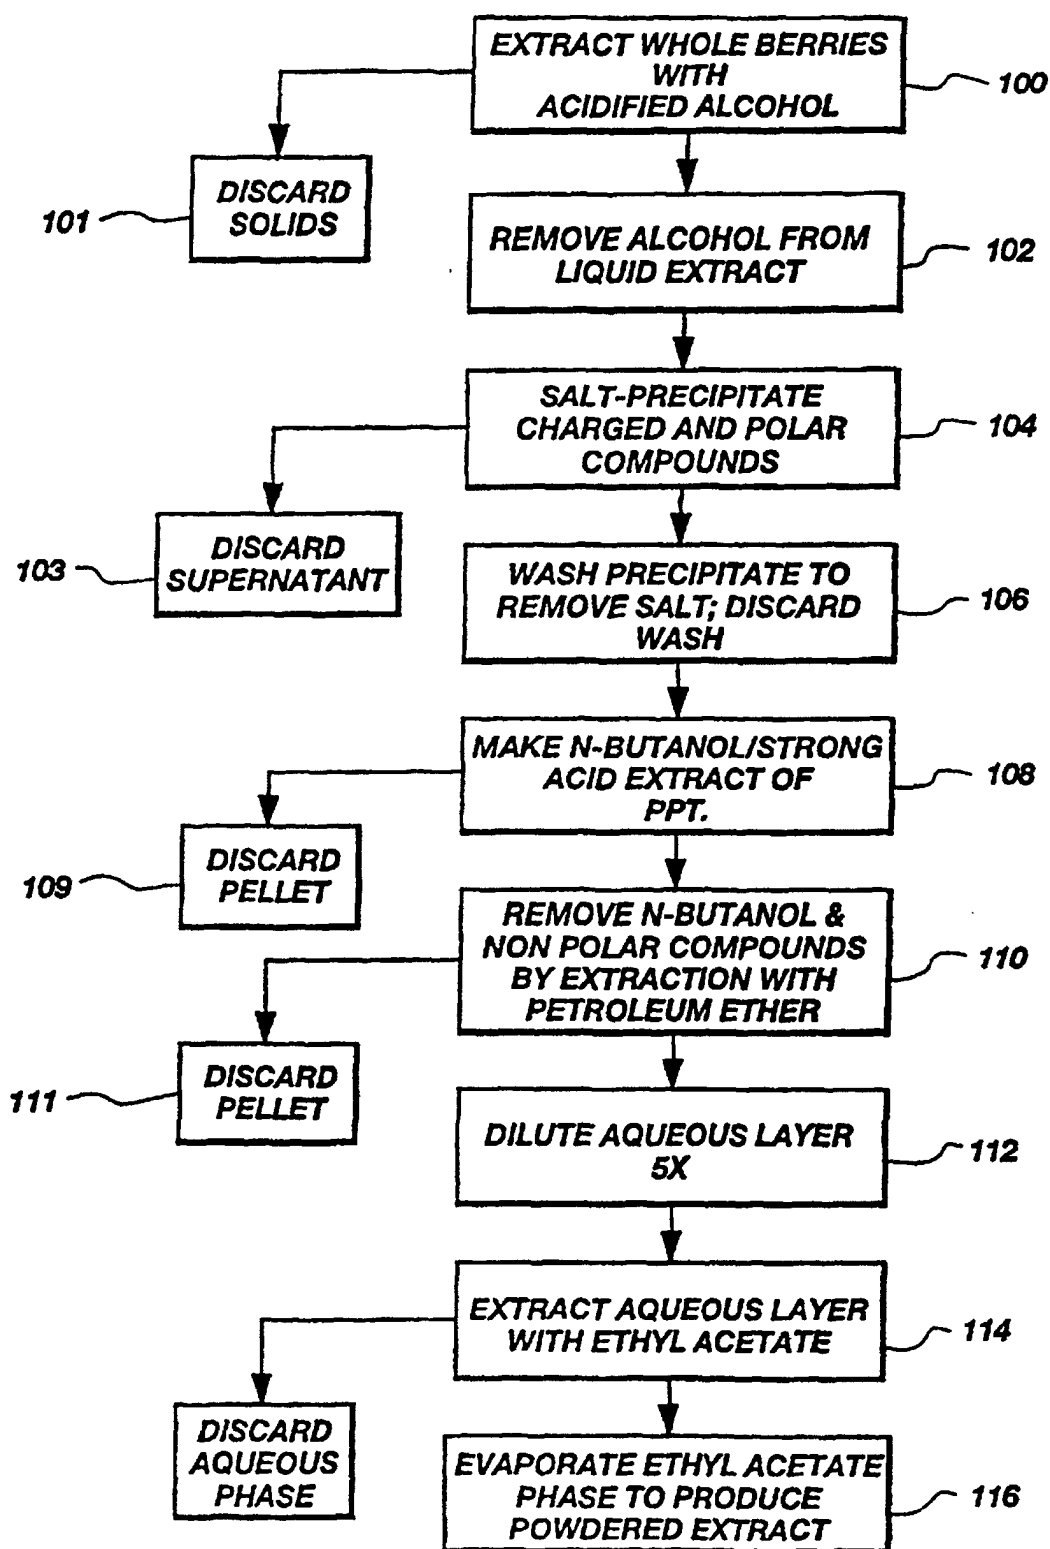 EXTRACT WHOLE BERRIES
WITH
ACIDIFIED ALCOHOL
100
DISCARD
SOLIDS
101
REMOVE ALCOHOL FROM
LIQUID EXTRACT
102
SALT-PRECIPITATE
CHARGED AND POLAR
COMPOUNDS
104
DISCARD
SUPERNATANT
103
WASH PRECIPITATE TO
REMOVE SALT; DISCARD
WASH
106
MAKE N-BUTANOL/STRONG
ACID EXTRACT OF
PPT.
108
DISCARD
PELLET
109
REMOVE N-BUTANOL &
NON POLAR COMPOUNDS
BY EXTRACTION WITH
PETROLEUM ETHER
110
DISCARD
PELLET
111
DILUTE AQUEOUS LAYER
5X
112
EXTRACT AQUEOUS LAYER
WITH ETHYL ACETATE
114
DISCARD
AQUEOUS
PHASE
EVAPORATE ETHYL ACETATE
PHASE TO PRODUCE
POWDERED EXTRACT
116